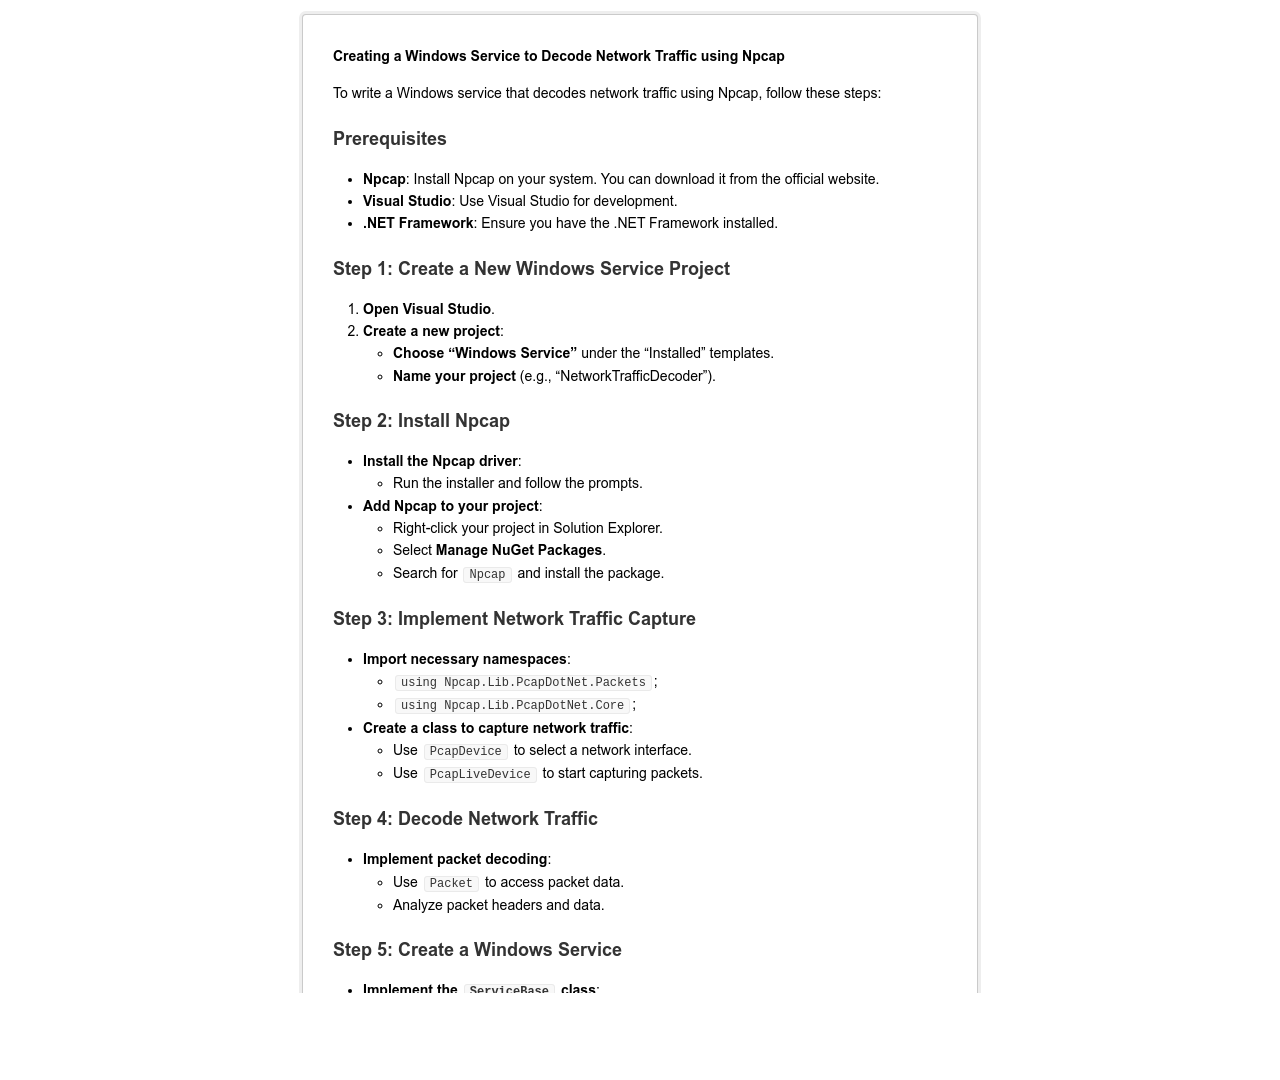 Creating a Windows Service to Decode Network Traffic using Npcap
To write a Windows service that decodes network traffic using Npcap, follow these steps:
Prerequisites
• Npcap: Install Npcap on your system. You can download it from the official website.
• Visual Studio: Use Visual Studio for development.
• .NET Framework: Ensure you have the .NET Framework installed.
Step 1: Create a New Windows Service Project
1. Open Visual Studio.
2. Create a new project:
◦ Choose “Windows Service” under the “Installed” templates.
◦ Name your project (e.g., “NetworkTrafficDecoder”).
Step 2: Install Npcap
• Install the Npcap driver:
◦ Run the installer and follow the prompts.
• Add Npcap to your project:
◦ Right-click your project in Solution Explorer.
◦ Select Manage NuGet Packages.
◦ Search for Npcap and install the package.
Step 3: Implement Network Traffic Capture
• Import necessary namespaces:
◦ using Npcap.Lib.PcapDotNet.Packets;
◦ using Npcap.Lib.PcapDotNet.Core;
• Create a class to capture network traffic:
◦ Use PcapDevice to select a network interface.
◦ Use PcapLiveDevice to start capturing packets.
Step 4: Decode Network Traffic
• Implement packet decoding:
◦ Use Packet to access packet data.
◦ Analyze packet headers and data.
Step 5: Create a Windows Service
• Implement the ServiceBase class: